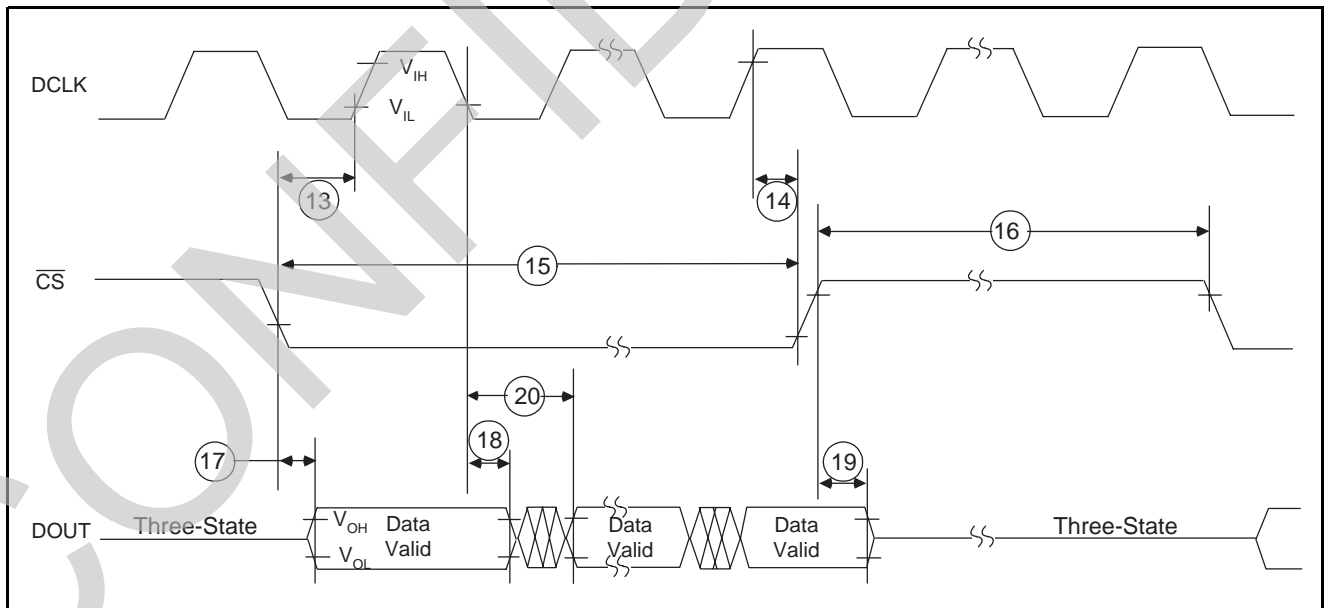 DCLK
V_IH
V_IL
13
14
16
15
CS
20
18
17
19
DOUT
Three-State
V_OH
Data
Valid
V_OL
Data
Valid
Data
Valid
Three-State
CONFID